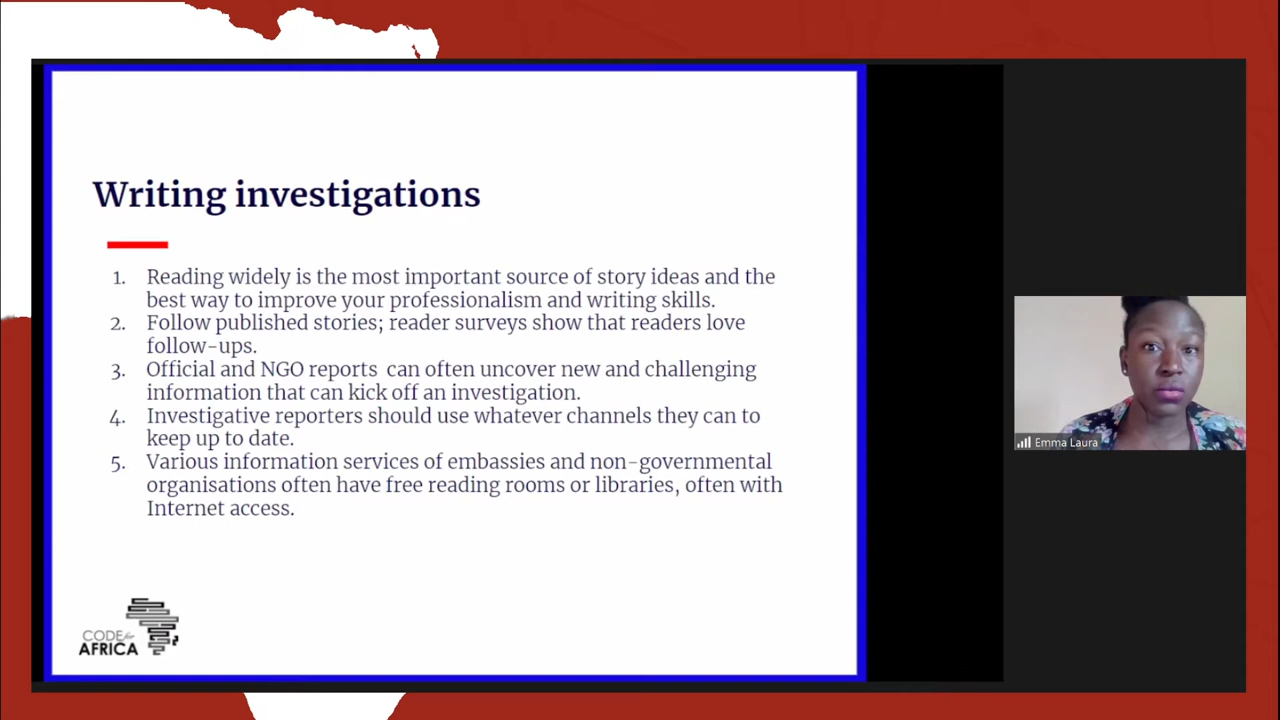 Writing investigations
1. Reading widely is the most important source of story ideas and the
best way to improve your professionalism and writing skills.
2. Follow published stories; reader surveys show that readers love
follow-ups.
3. Official and NGO reports can often uncover new and challenging
information that can kick off an investigation.
4. Investigative reporters should use whatever channels they can to
keep up to date.
5. Various information services of embassies and non-governmental
organisations often have free reading rooms or libraries, often with
Internet access.
CODE for
AFRICA
Emma Laura